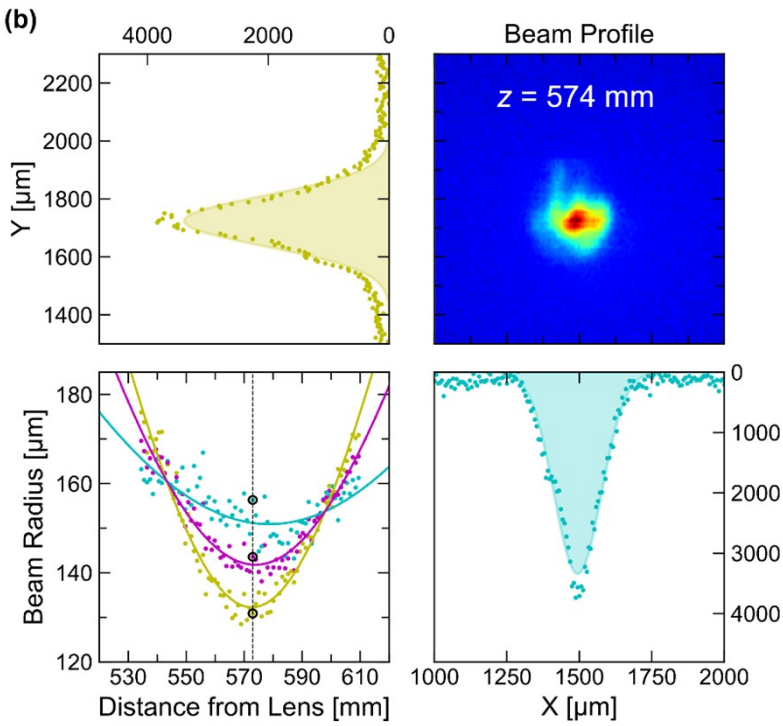 (b)
4000 2000 0
Beam Profile
2200
2000
1800
1600
1400
Y [µm]
z = 574 mm
180
160
140
120
Beam Radius [µm]
530 550 573 590 610
Distance from Lens [mm]
0
1000
2000
3000
4000
1000 1250 1500 1750 2000
X [µm]